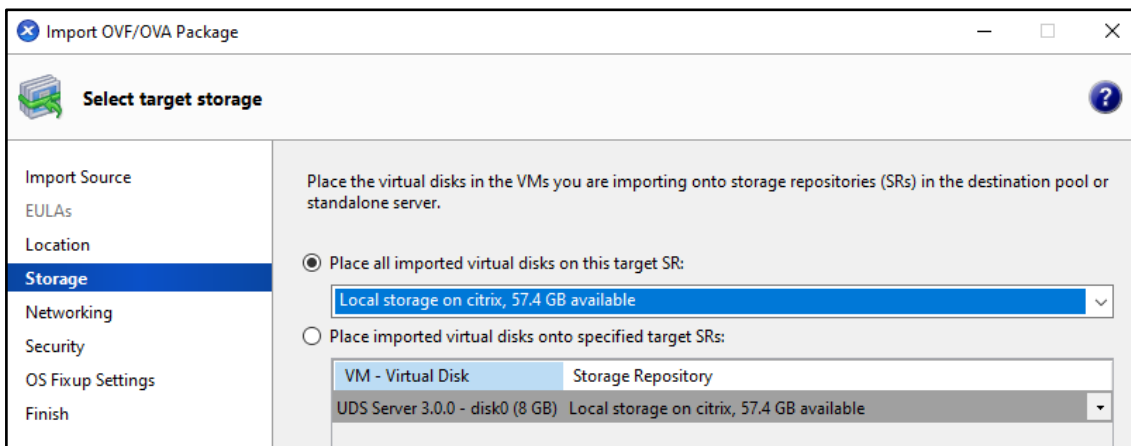 Import OVF/OVA Package
Select target storage
?
Import Source
EULAs
Location
Storage
Networking
Security
OS Fixup Settings
Finish
Place the virtual disks in the VMs you are importing onto storage repositories (SRs) in the destination pool or
standalone server.
Place all imported virtual disks on this target SR:
Local storage on citrix, 57.4 GB available
Place imported virtual disks onto specified target SRs:
VM - Virtual Disk Storage Repository
UDS Server 3.0.0 - disk0 (8 GB) Local storage on citrix, 57.4 GB available